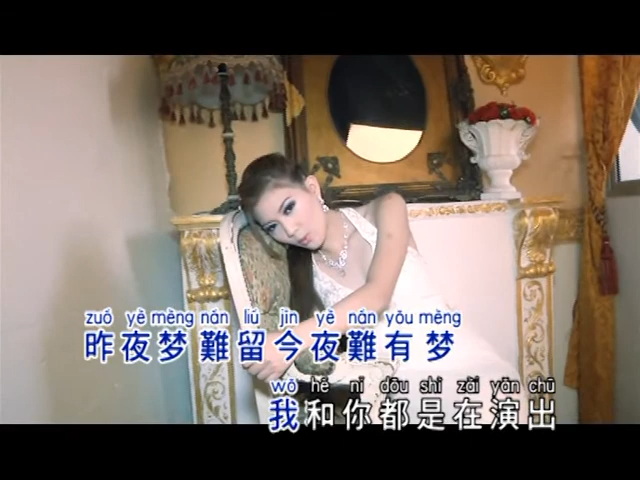 zuó yè mèng nán liú jīn yè nán yǒu mèng
昨夜梦難留今夜難有梦
wǒ hé nǐ dōu shì zài yǎn chū
我和你都是在演出